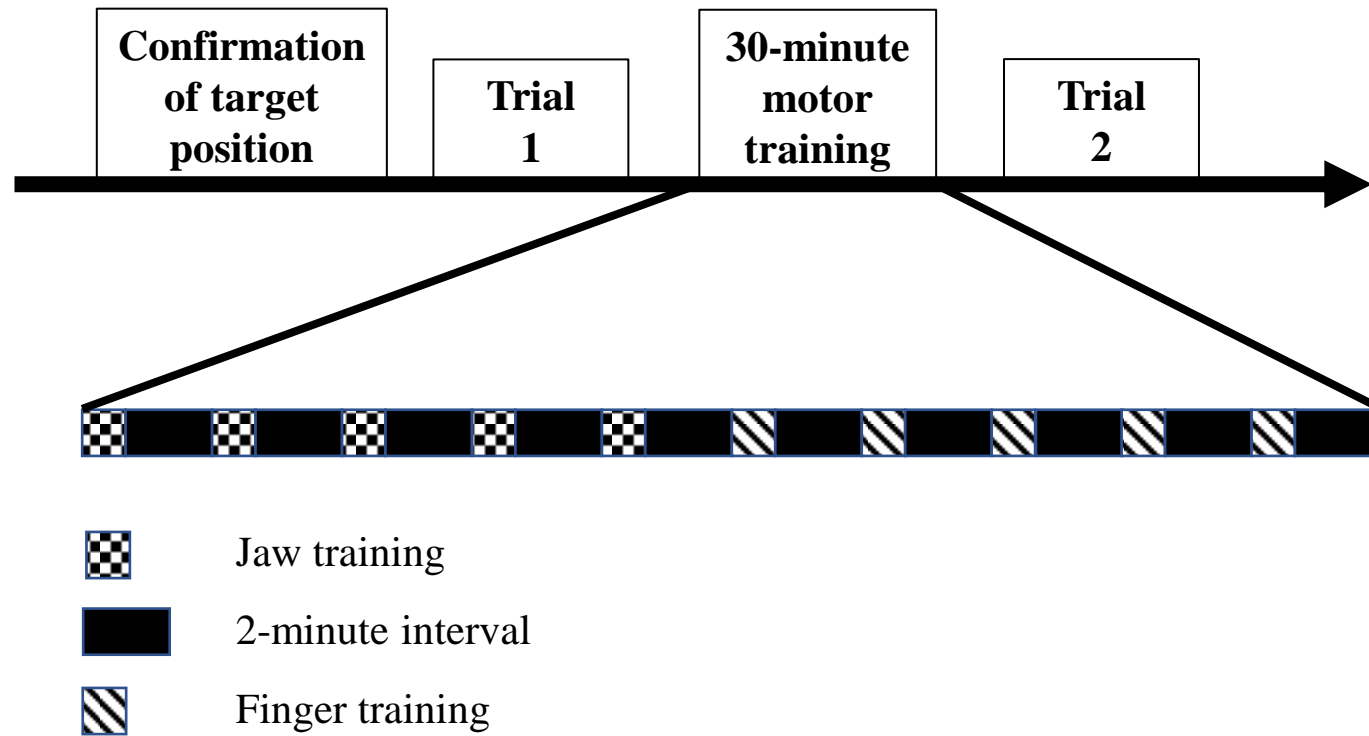 Confirmation
of target
position
Trial
1
30-minute
motor
training
Trial
2
Jaw training
2-minute interval
Finger training